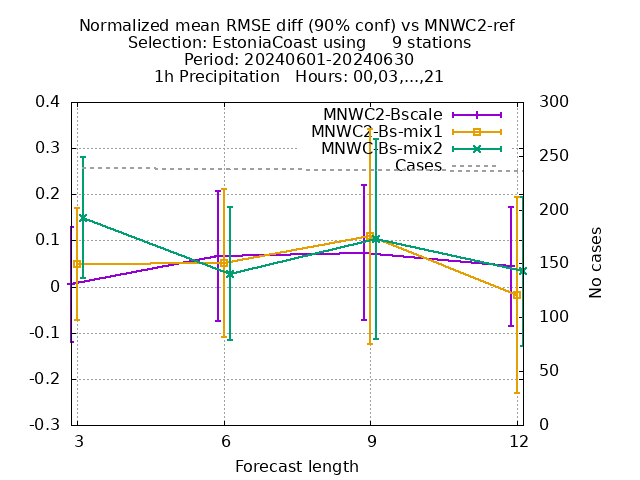 Normalized mean RMSE diff (90% conf) vs MNWC2-ref
Selection: EstoniaCoast using 9 stations
Period: 20240601-20240630
1h Precipitation Hours: 00,03,...,21
MNWC2-Bscale
MNWC2-Bs-mix1
MNWC-Bs-mix2
Cases
0.4
0.3
0.2
0.1
0
-0.1
-0.2
-0.3
300
250
200
150
100
50
0
No cases
3 6 9 12
Forecast length